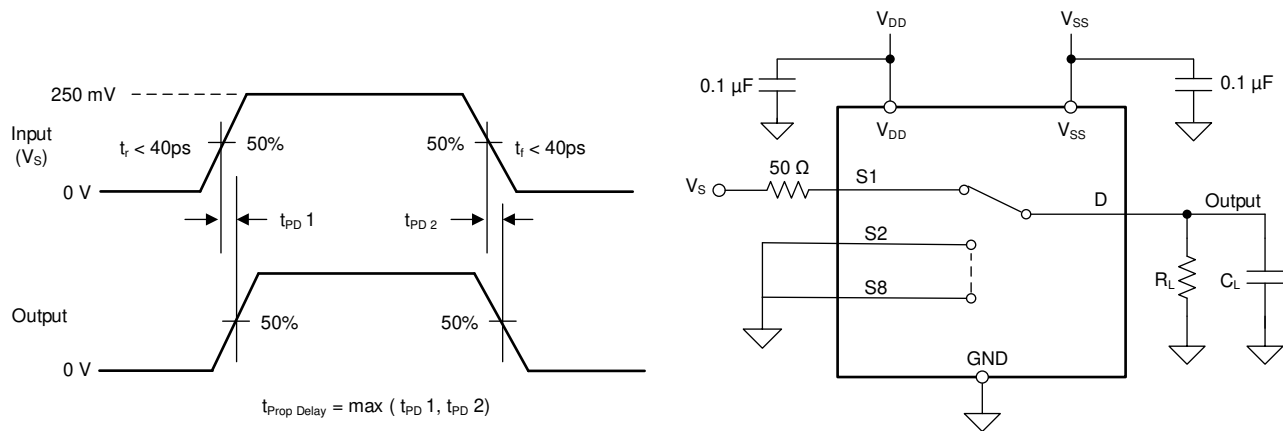 250 mV
Input
(VS)
tr < 40ps
50%
50%
tf < 40ps
0 V
tPD 1
tPD 2
Output
50%
50%
0 V
tProp Delay = max ( tPD 1, tPD 2)
VDD
VSS
0.1 µF
0.1 µF
VDD
VSS
50 Ω
VS
S1
D
Output
S2
S8
RL
CL
GND